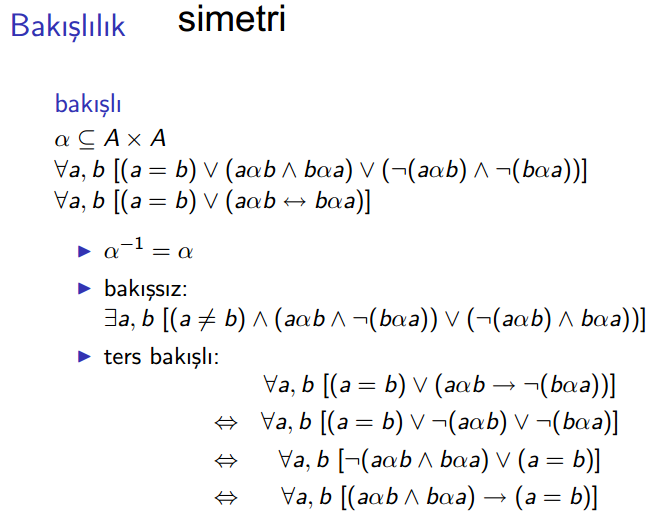 Bakışlılık simetri
bakışlı
α ⊆ A × A
∀a, b [(a = b) ∨ (aαb ∧ bαa) ∨ (¬(aαb) ∧ ¬(bαa))]
∀a, b [(a = b) ∨ (aαb ↔ bαa)]
▶ α⁻¹ = α
▶ bakışsız:
∃a, b [(a ≠ b) ∧ (aαb ∧ ¬(bαa)) ∨ (¬(aαb) ∧ bαa))]
▶ ters bakışlı:
∀a, b [(a = b) ∨ (aαb → ¬(bαa))]
⇔ ∀a, b [(a = b) ∨ ¬(aαb) ∨ ¬(bαa)]
⇔ ∀a, b [¬(aαb ∧ bαa) ∨ (a = b)]
⇔ ∀a, b [(aαb ∧ bαa) → (a = b)]